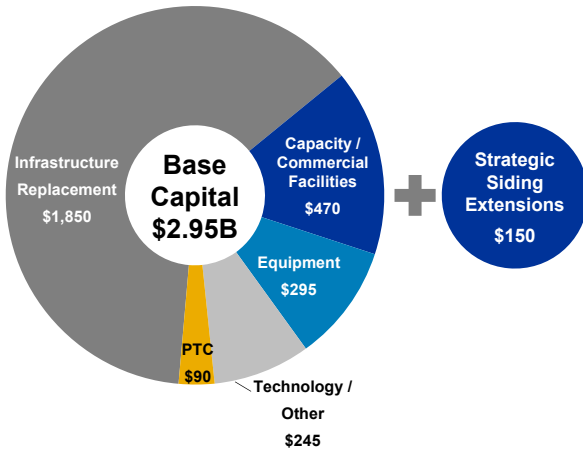 Infrastructure
Replacement
$1,850
Base
Capital
$2.95B
Capacity /
Commercial
Facilities
$470
Equipment
$295
PTC
$90
Technology /
Other
$245
Strategic
Siding
Extensions
$150